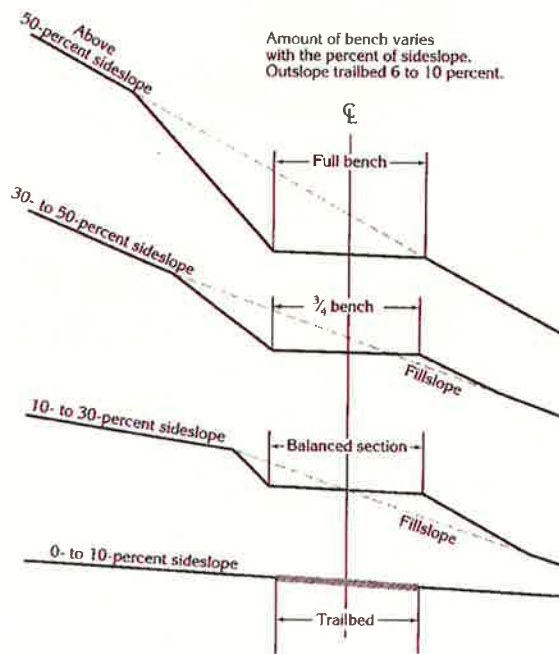 Above
50-percent sideslope
Amount of bench varies
with the percent of sideslope.
Outslope trailbed 6 to 10 percent.
℄
Full bench
30- to 50-percent sideslope
¾ bench
Fillslope
10- to 30-percent sideslope
Balanced section
Fillslope
0- to 10-percent sideslope
Trailbed